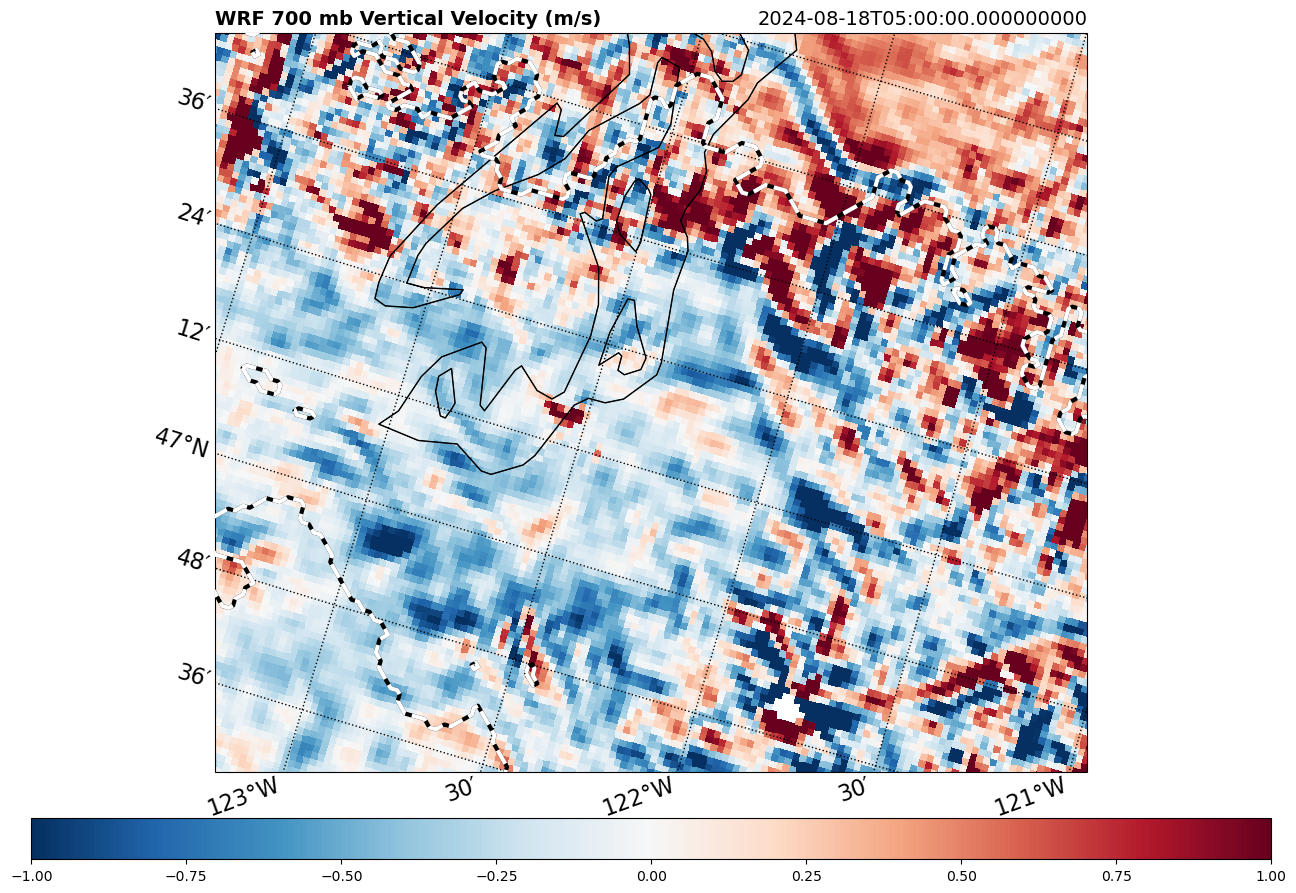 WRF 700 mb Vertical Velocity (m/s) 2024-08-18T05:00:00.000000000
36′
24′
12′
47°N
48′
36′
123°W 30′ 122°W 30′ 121°W
−1.00 −0.75 −0.50 −0.25 0.00 0.25 0.50 0.75 1.00